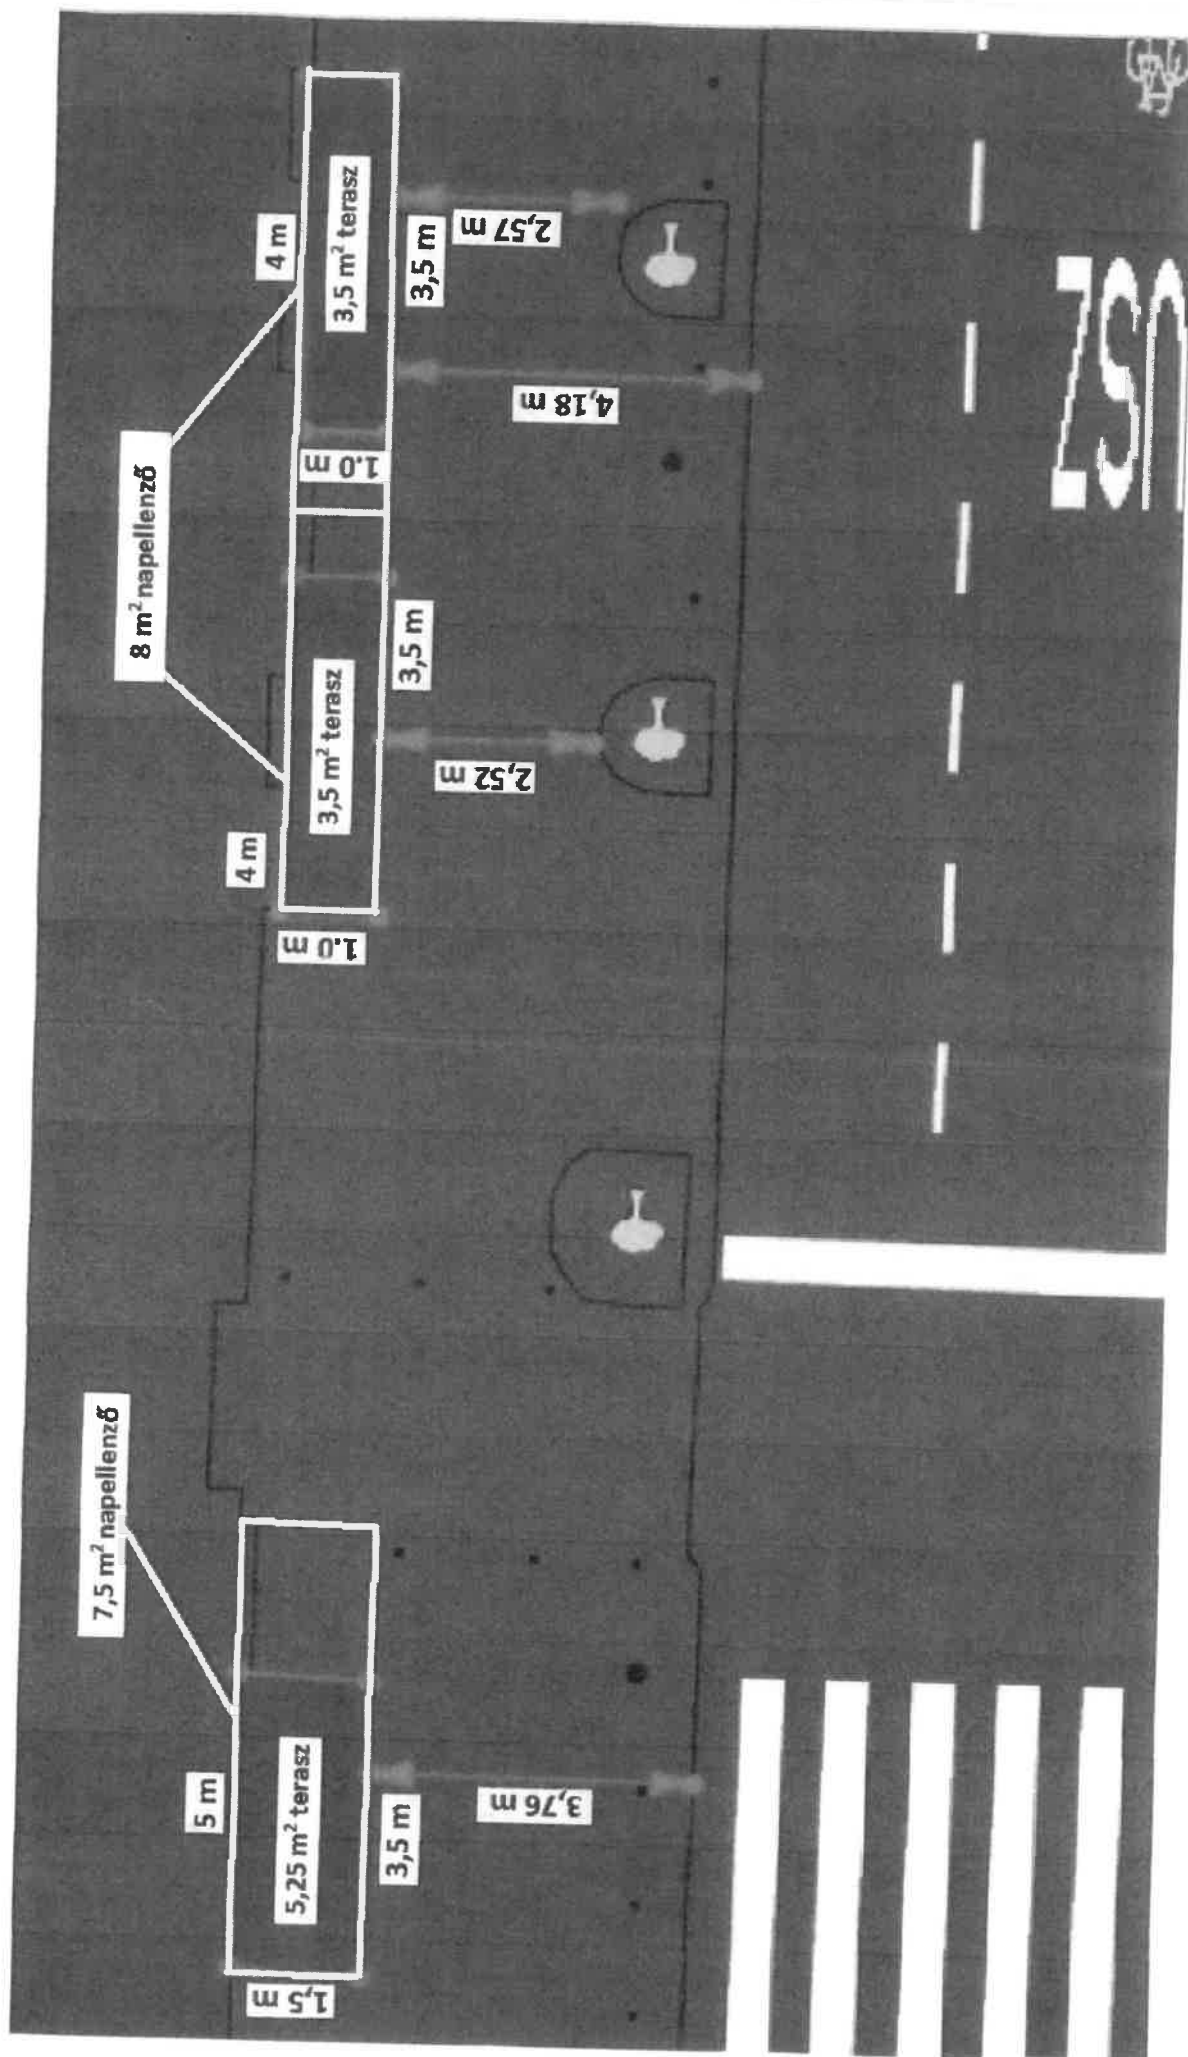 8 m² napellenző
4 m
4 m
3,5 m² terasz
3,5 m² terasz
1.0 m
1.0 m
3,5 m
3,5 m
2,52 m
2,57 m
4,18 m
7,5 m² napellenző
5 m
5,25 m² terasz
1,5 m
3,5 m
3,76 m